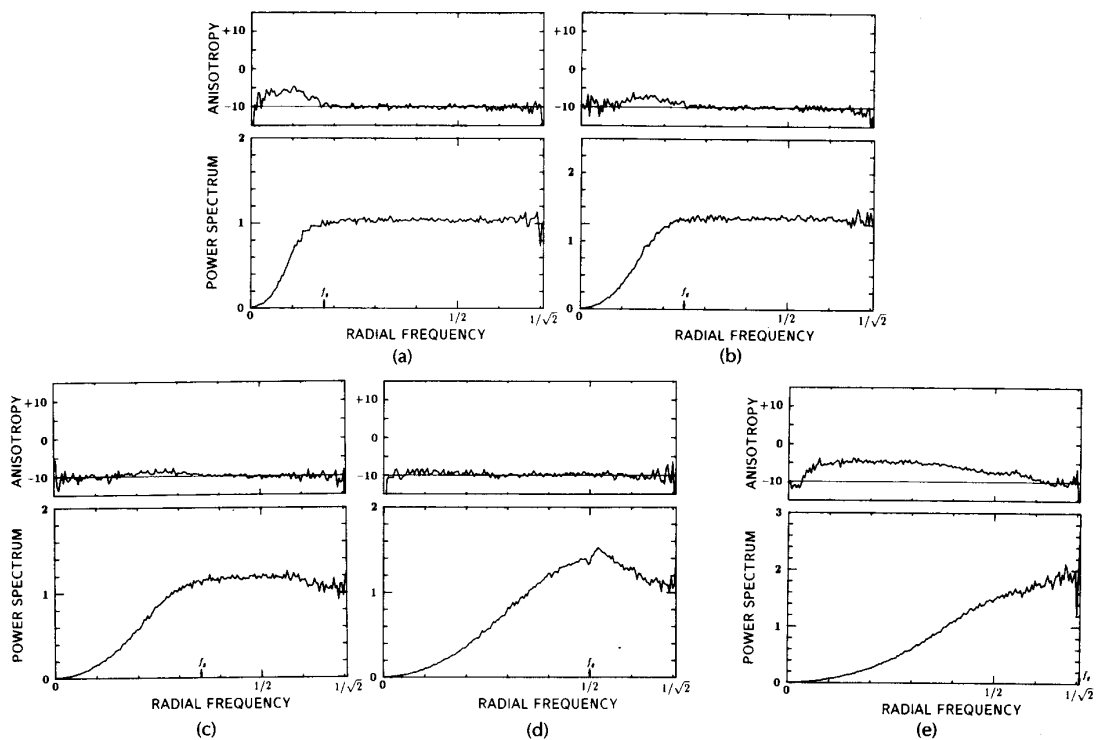 ANISOTROPY
+10
0
-10
POWER SPECTRUM
2
1
0
0
f_g
1/2
1/√2
RADIAL FREQUENCY
(a)
+10
0
-10
2
1
0
0
f_g
1/2
1/√2
RADIAL FREQUENCY
(b)
ANISOTROPY
+10
0
-10
POWER SPECTRUM
2
1
0
0
f_g
1/2
1/√2
RADIAL FREQUENCY
(c)
+10
0
-10
2
1
0
0
f_g
1/2
1/√2
RADIAL FREQUENCY
(d)
ANISOTROPY
+10
0
-10
POWER SPECTRUM
3
2
1
0
0
1/2
f_g
1/√2
RADIAL FREQUENCY
(e)